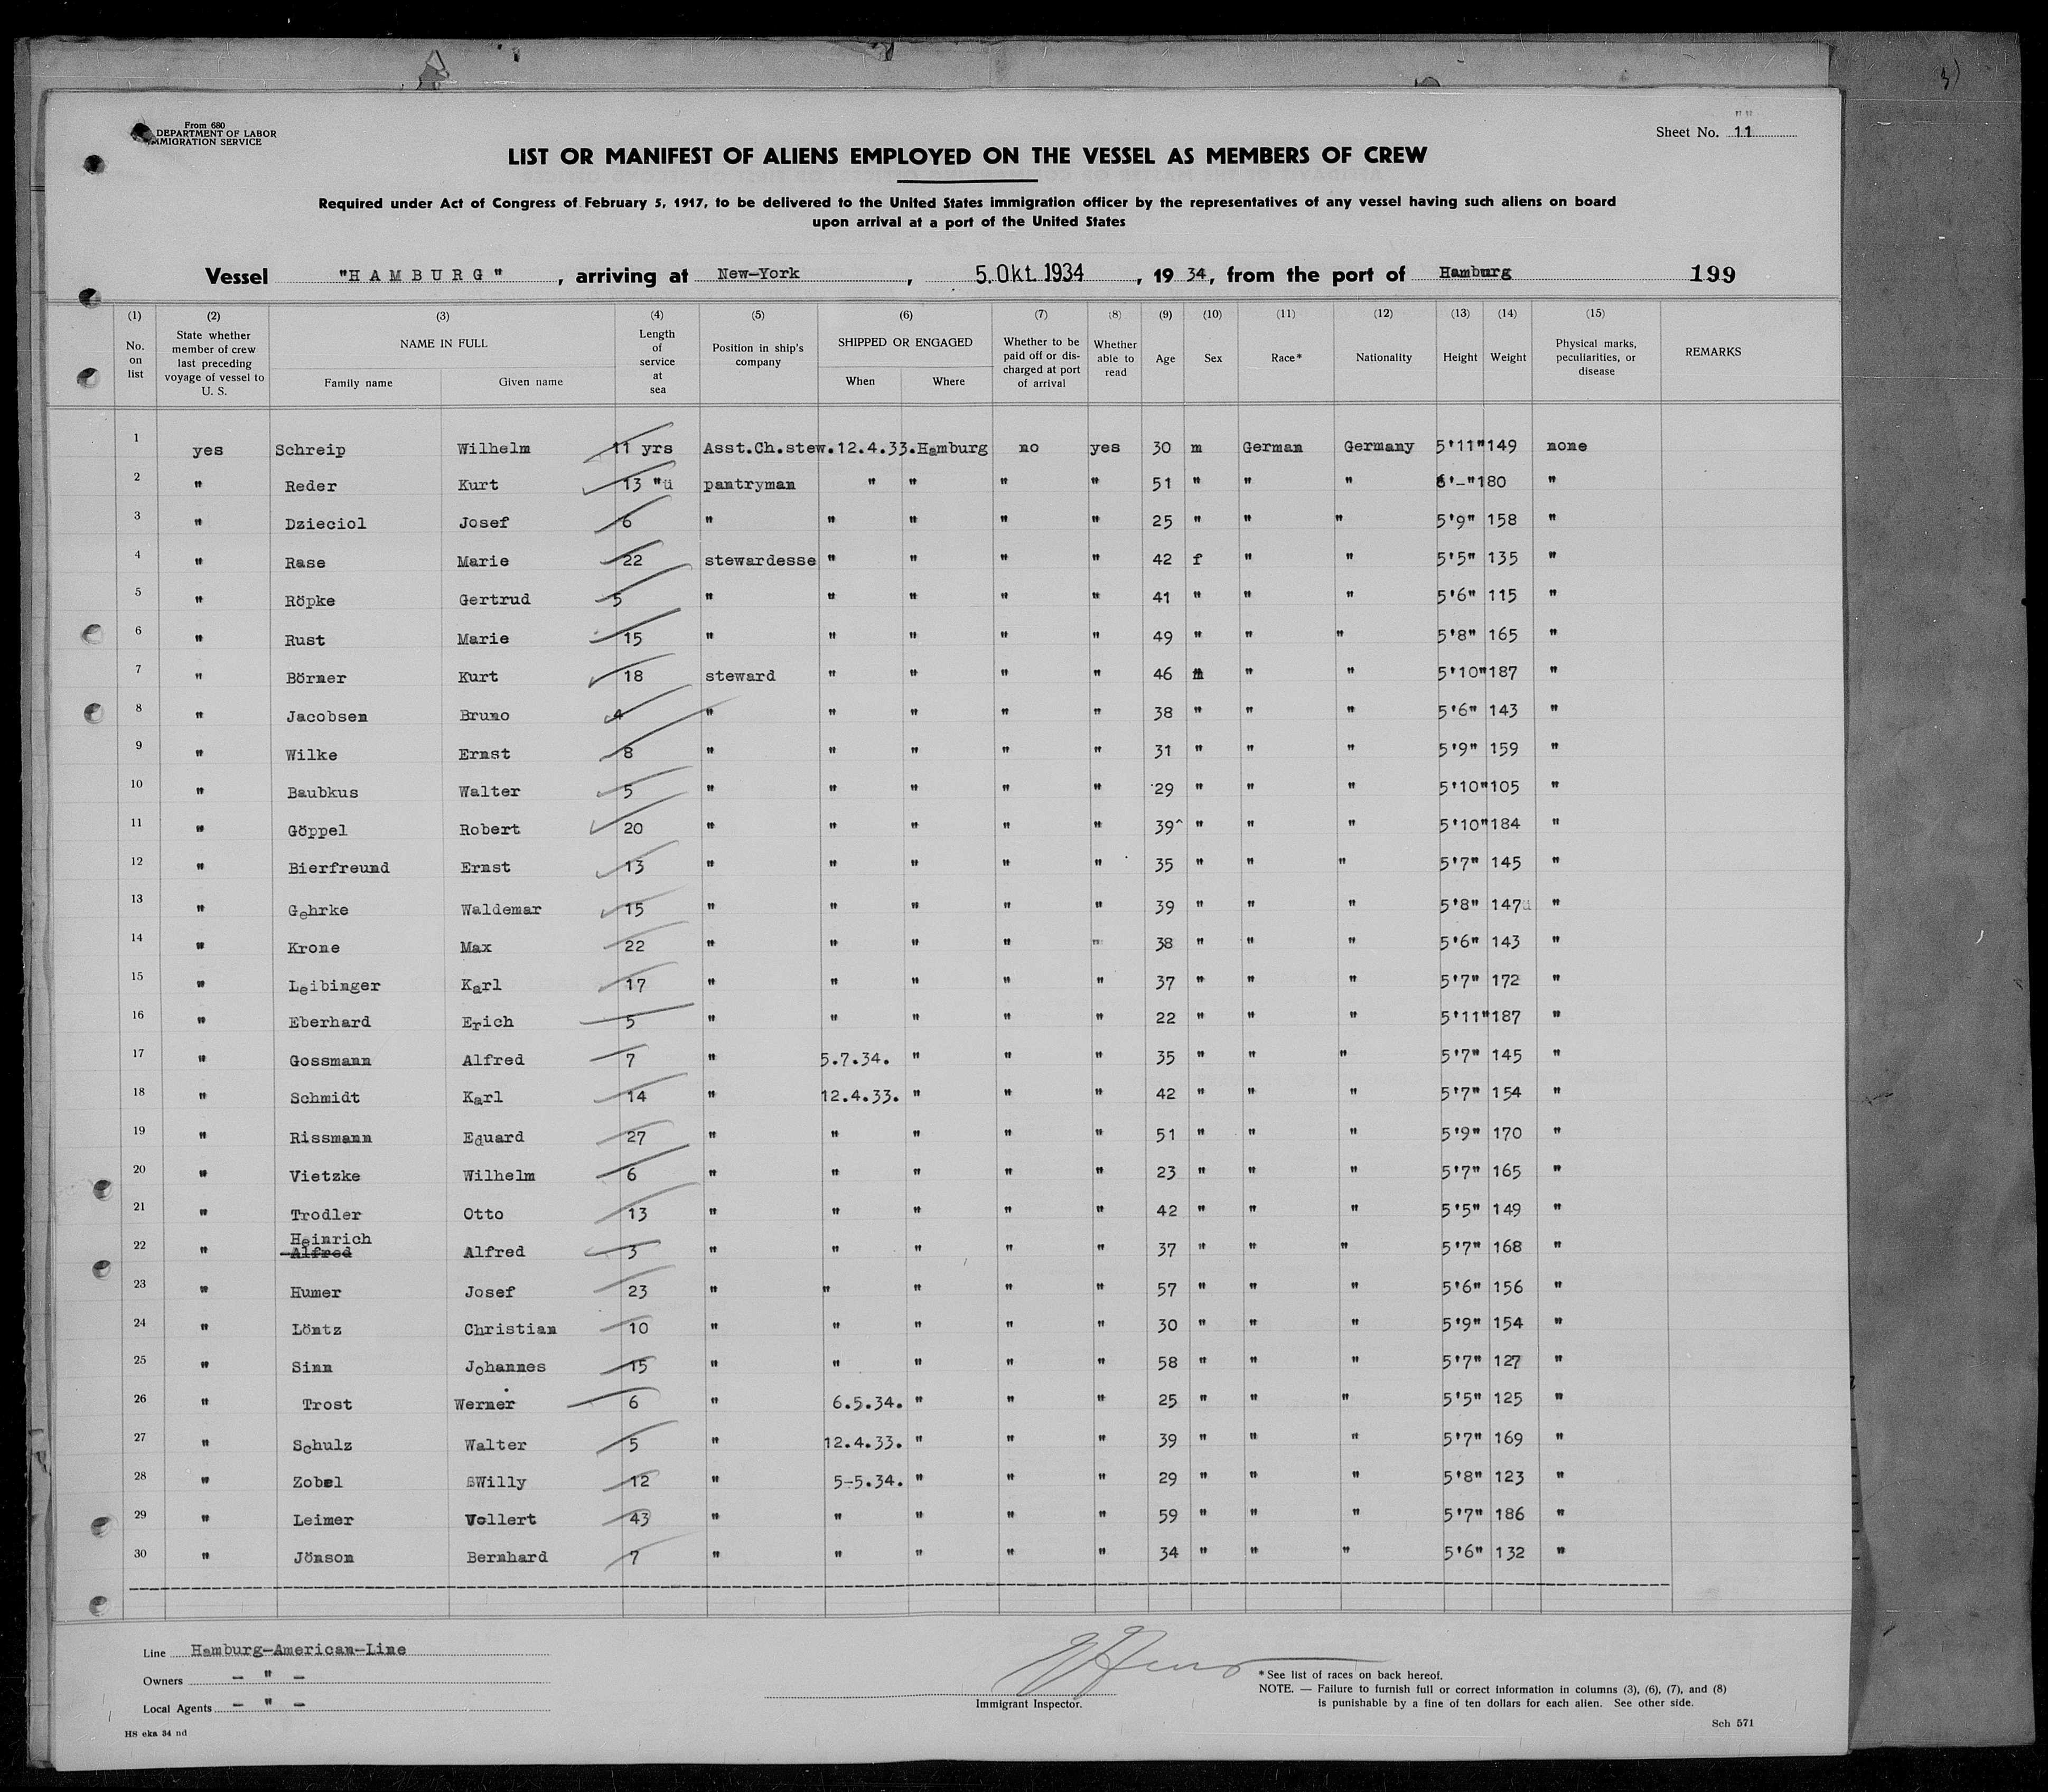 From 680
DEPARTMENT OF LABOR
IMMIGRATION SERVICE
Sheet No. 11
LIST OR MANIFEST OF ALIENS EMPLOYED ON THE VESSEL AS MEMBERS OF CREW
Required under Act of Congress of February 5, 1917, to be delivered to the United States immigration officer by the representatives of any vessel having such aliens on board
upon arrival at a port of the United States
Vessel "HAMBURG", arriving at New-York, 5. Okt. 1934, 19 34, from the port of Hamburg 199
(1) (2) (3) (4) (5) (6) (7) (8) (9) (10) (11) (12) (13) (14) (15)
No. on list | State whether member of crew last preceding voyage of vessel to U. S. | NAME IN FULL | Length of service at sea | Position in ship's company | SHIPPED OR ENGAGED | Whether to be paid off or discharged at port of arrival | Whether able to read | Age | Sex | Race* | Nationality | Height | Weight | Physical marks, peculiarities, or disease | REMARKS
Family name | Given name | When | Where
1 yes Schreip Wilhelm 11 yrs Asst.Ch.stew. 12.4.33. Hamburg no yes 30 m German Germany 5'11" 149 none
2 " Reder Kurt 13 "ü pantryman " " " " 51 " " " 6'-" 180 "
3 " Dzieciol Josef 6 " " " " " 25 " " " 5'9" 158 "
4 " Rase Marie 22 stewardesse " " " " 42 f " " 5'5" 135 "
5 " Röpke Gertrud 5 " " " " " 41 " " " 5'6" 115 "
6 " Rust Marie 15 " " " " " 49 " " " 5'8" 165 "
7 " Börner Kurt 18 steward " " " " 46 m " " 5'10" 187 "
8 " Jacobsen Bruno 4 " " " " " 38 " " " 5'6" 143 "
9 " Wilke Ernst 8 " " " " " 31 " " " 5'9" 159 "
10 " Baubkus Walter 5 " " " " " 29 " " " 5'10" 105 "
11 " Göppel Robert 20 " " " " " 39^ " " " 5'10" 184 "
12 " Bierfreund Ernst 13 " " " " " 35 " " " 5'7" 145 "
13 " Gehrke Waldemar 15 " " " " " 39 " " " 5'8" 147ü "
14 " Krone Max 22 " " " " " 38 " " " 5'6" 143 "
15 " Leibinger Karl 17 " " " " " 37 " " " 5'7" 172 "
16 " Eberhard Erich 5 " " " " " 22 " " " 5'11" 187 "
17 " Gossmann Alfred 7 " 5.7.34. " " " 35 " " " 5'7" 145 "
18 " Schmidt Karl 14 " 12.4.33. " " " 42 " " " 5'7" 154 "
19 " Rissmann Eduard 27 " " " " " 51 " " " 5'9" 170 "
20 " Vietzke Wilhelm 6 " " " " " 23 " " " 5'7" 165 "
21 " Trodler Otto 13 " " " " " 42 " " " 5'5" 149 "
Heinrich
22 " Alfred Alfred 3 " " " " " 37 " " " 5'7" 168 "
23 " Humer Josef 23 " " " " " 57 " " " 5'6" 156 "
24 " Löntz Christian 10 " " " " " 30 " " " 5'9" 154 "
25 " Sinn Johannes 15 " " " " " 58 " " " 5'7" 127 "
26 " Trost Werner 6 " 6.5.34. " " " 25 " " " 5'5" 125 "
27 " Schulz Walter 5 " 12.4.33. " " " 39 " " " 5'7" 169 "
28 " Zobel SWilly 12 " 5-5.34. " " " 29 " " " 5'8" 123 "
29 " Leimer Vollert 43 " " " " " 59 " " " 5'7" 186 "
30 " Jönson Bernhard 7 " " " " " 34 " " " 5'6" 132 "
Line Hamburg-American-Line
Owners - " -
Local Agents - " -
HS eka 34 nd
Immigrant Inspector.
*See list of races on back hereof.
NOTE. — Failure to furnish full or correct information in columns (3), (6), (7), and (8)
is punishable by a fine of ten dollars for each alien. See other side.
Sch 571